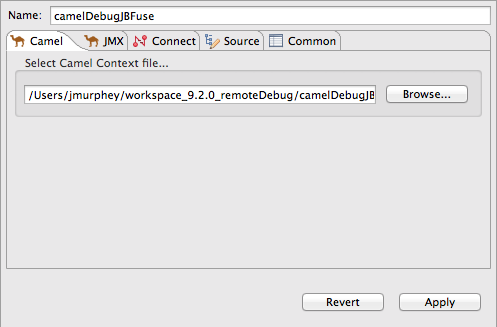 Name: camelDebugJBFuse
Camel JMX Connect Source Common
Select Camel Context file...
/Users/jmurphey/workspace_9.2.0_remoteDebug/camelDebugJB Browse...
Revert Apply